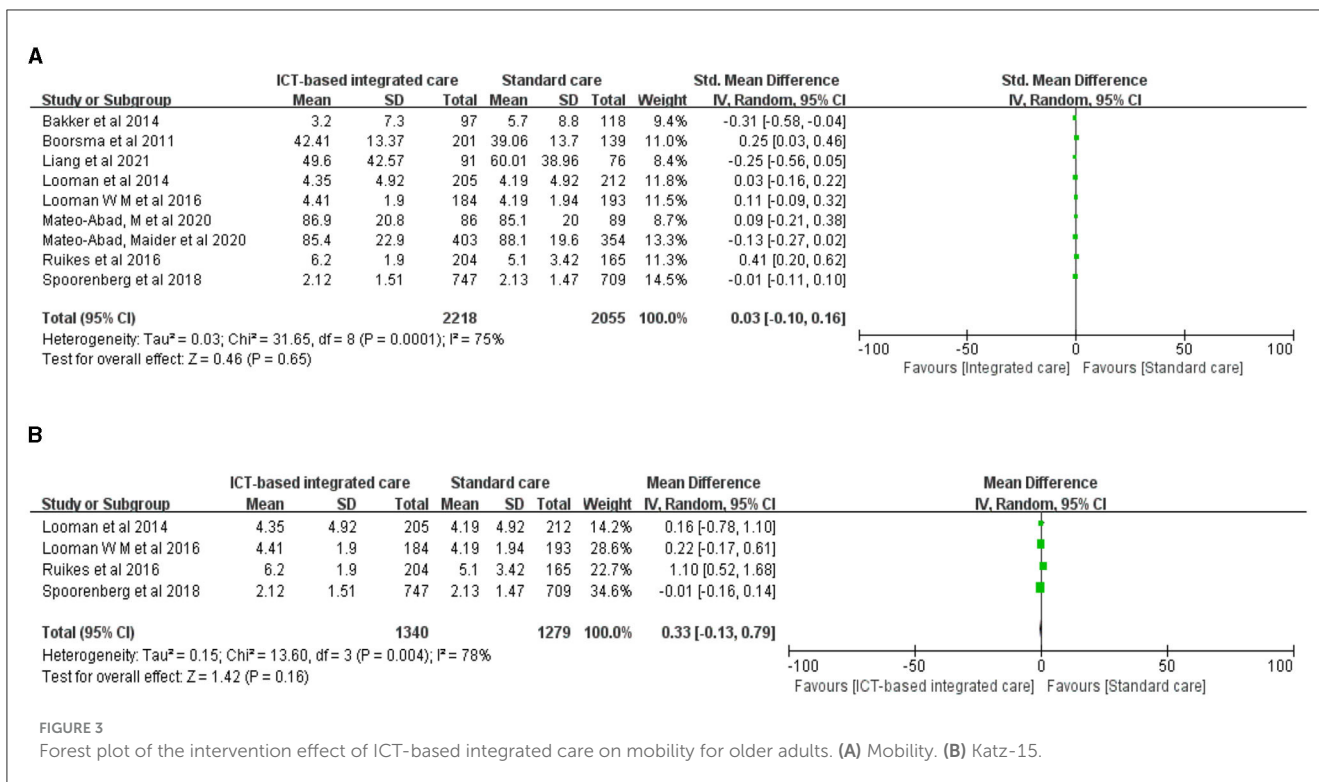 A
ICT-based integrated care Standard care Std. Mean Difference Std. Mean Difference
Study or Subgroup Mean SD Total Mean SD Total Weight IV, Random, 95% CI IV, Random, 95% CI
Bakker et al 2014 3.2 7.3 97 5.7 8.8 118 9.4% -0.31 [-0.58, -0.04]
Boorsma et al 2011 42.41 13.37 201 39.06 13.7 139 11.0% 0.25 [0.03, 0.46]
Liang et al 2021 49.6 42.57 91 60.01 38.96 76 8.4% -0.25 [-0.56, 0.05]
Looman et al 2014 4.35 4.92 205 4.19 4.92 212 11.8% 0.03 [-0.16, 0.22]
Looman W M et al 2016 4.41 1.9 184 4.19 1.94 193 11.5% 0.11 [-0.09, 0.32]
Mateo-Abad, M et al 2020 86.9 20.8 86 85.1 20 89 8.7% 0.09 [-0.21, 0.38]
Mateo-Abad, Maider et al 2020 85.4 22.9 403 88.1 19.6 354 13.3% -0.13 [-0.27, 0.02]
Ruikes et al 2016 6.2 1.9 204 5.1 3.42 165 11.3% 0.41 [0.20, 0.62]
Spoorenberg et al 2018 2.12 1.51 747 2.13 1.47 709 14.5% -0.01 [-0.11, 0.10]
Total (95% CI) 2218 2055 100.0% 0.03 [-0.10, 0.16]
Heterogeneity: Tau² = 0.03; Chi² = 31.65, df = 8 (P = 0.0001); I² = 75%
Test for overall effect: Z = 0.46 (P = 0.65)
-100 -50 0 50 100
Favours [Integrated care] Favours [Standard care]
B
ICT-based integrated care Standard care Mean Difference Mean Difference
Study or Subgroup Mean SD Total Mean SD Total Weight IV, Random, 95% CI IV, Random, 95% CI
Looman et al 2014 4.35 4.92 205 4.19 4.92 212 14.2% 0.16 [-0.78, 1.10]
Looman W M et al 2016 4.41 1.9 184 4.19 1.94 193 28.6% 0.22 [-0.17, 0.61]
Ruikes et al 2016 6.2 1.9 204 5.1 3.42 165 22.7% 1.10 [0.52, 1.68]
Spoorenberg et al 2018 2.12 1.51 747 2.13 1.47 709 34.6% -0.01 [-0.16, 0.14]
Total (95% CI) 1340 1279 100.0% 0.33 [-0.13, 0.79]
Heterogeneity: Tau² = 0.15; Chi² = 13.60, df = 3 (P = 0.004); I² = 78%
Test for overall effect: Z = 1.42 (P = 0.16)
-100 -50 0 50 100
Favours [ICT-based integrated care] Favours [Standard care]
FIGURE 3
Forest plot of the intervention effect of ICT-based integrated care on mobility for older adults. (A) Mobility. (B) Katz-15.